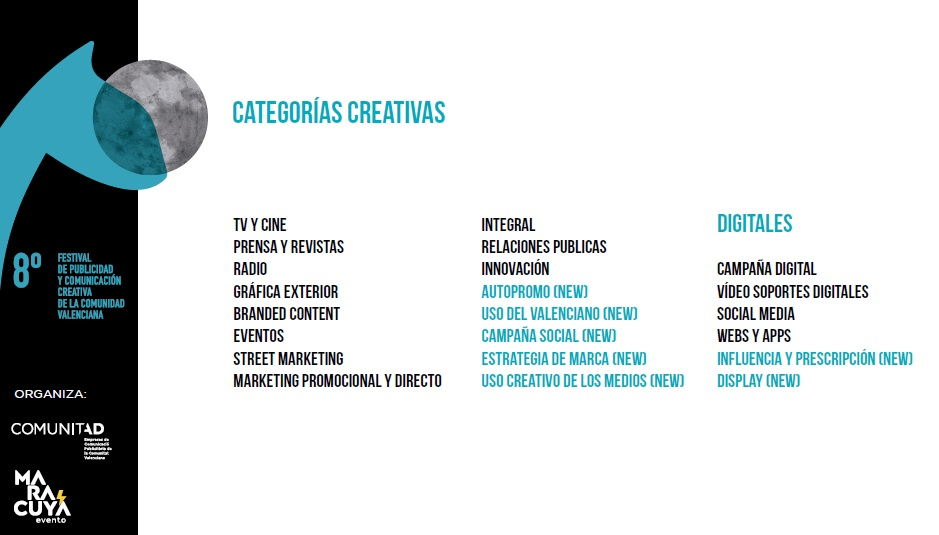 CATEGORÍAS CREATIVAS
TV Y CINE
PRENSA Y REVISTAS
RADIO
GRÁFICA EXTERIOR
BRANDED CONTENT
EVENTOS
STREET MARKETING
MARKETING PROMOCIONAL Y DIRECTO
INTEGRAL
RELACIONES PUBLICAS
INNOVACIÓN
AUTOPROMO (NEW)
USO DEL VALENCIANO (NEW)
CAMPAÑA SOCIAL (NEW)
ESTRATEGIA DE MARCA (NEW)
USO CREATIVO DE LOS MEDIOS (NEW)
DIGITALES
CAMPAÑA DIGITAL
VÍDEO SOPORTES DIGITALES
SOCIAL MEDIA
WEBS Y APPS
INFLUENCIA Y PRESCRIPCIÓN (NEW)
DISPLAY (NEW)
8º
FESTIVAL
DE PUBLICIDAD
Y COMUNICACIÓN
CREATIVA
DE LA COMUNIDAD
VALENCIANA
ORGANIZA:
COMUNITAD
Empresas de
Comunicació
Publicitària de
la Comunitat
Valenciana
MA
RA
CUYA
evento